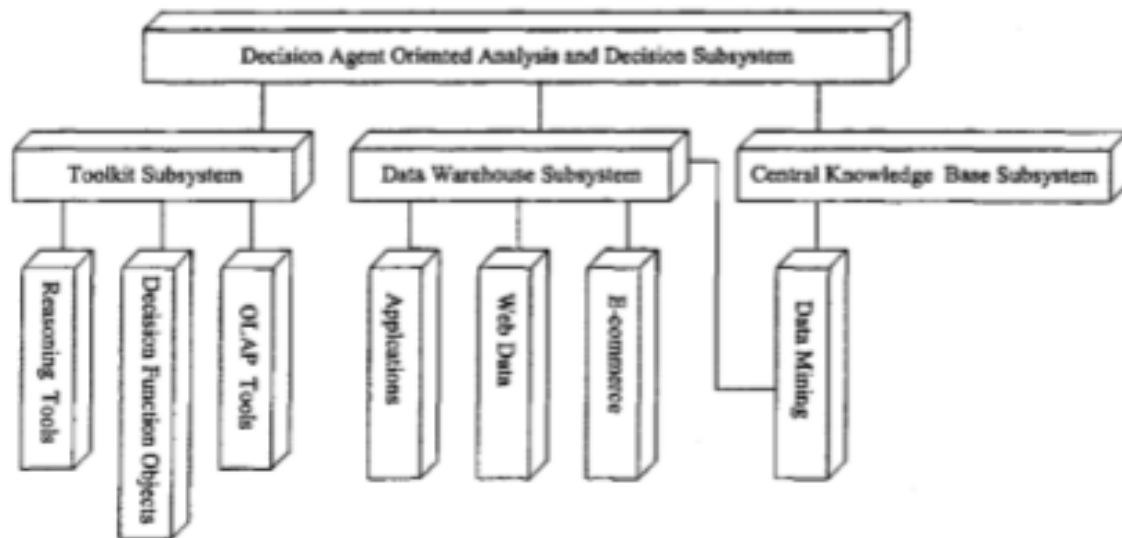 Decision Agent Oriented Analysis and Decision Subsystem
Toolkit Subsystem
Data Warehouse Subsystem
Central Knowledge Base Subsystem
Reasoning Tools
Decision Function Objects
OLAP Tools
Applications
Web Data
E-commerce
Data Mining